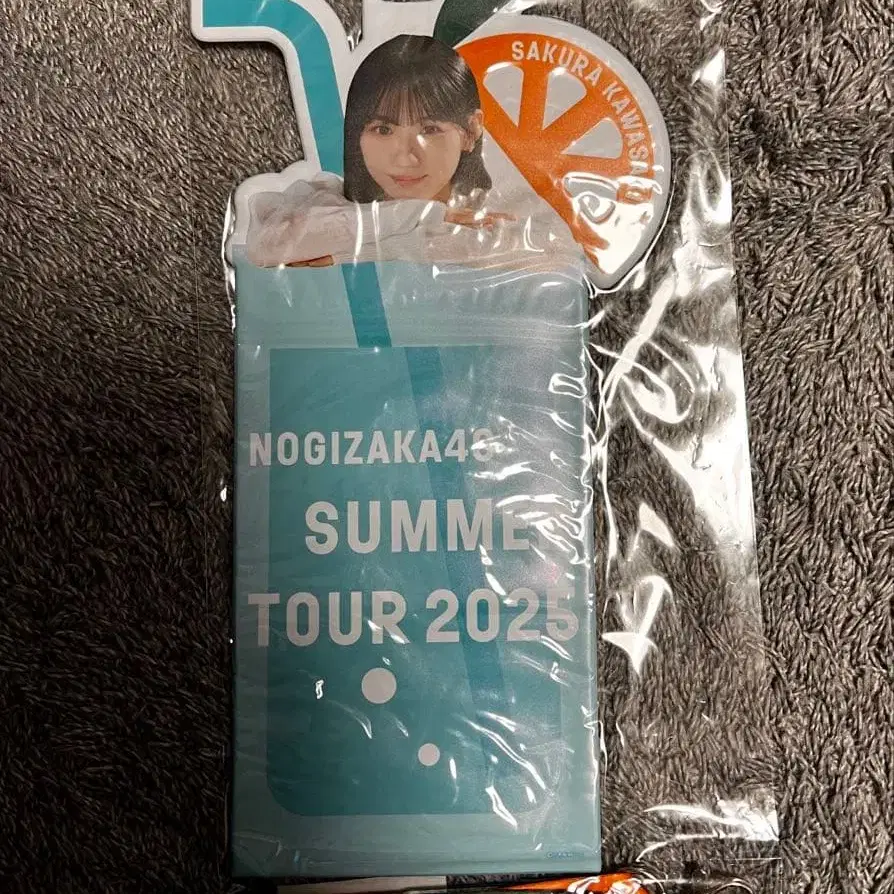 SAKURA KAWASAKI
NOGIZAKA46
SUMMER
TOUR 2025